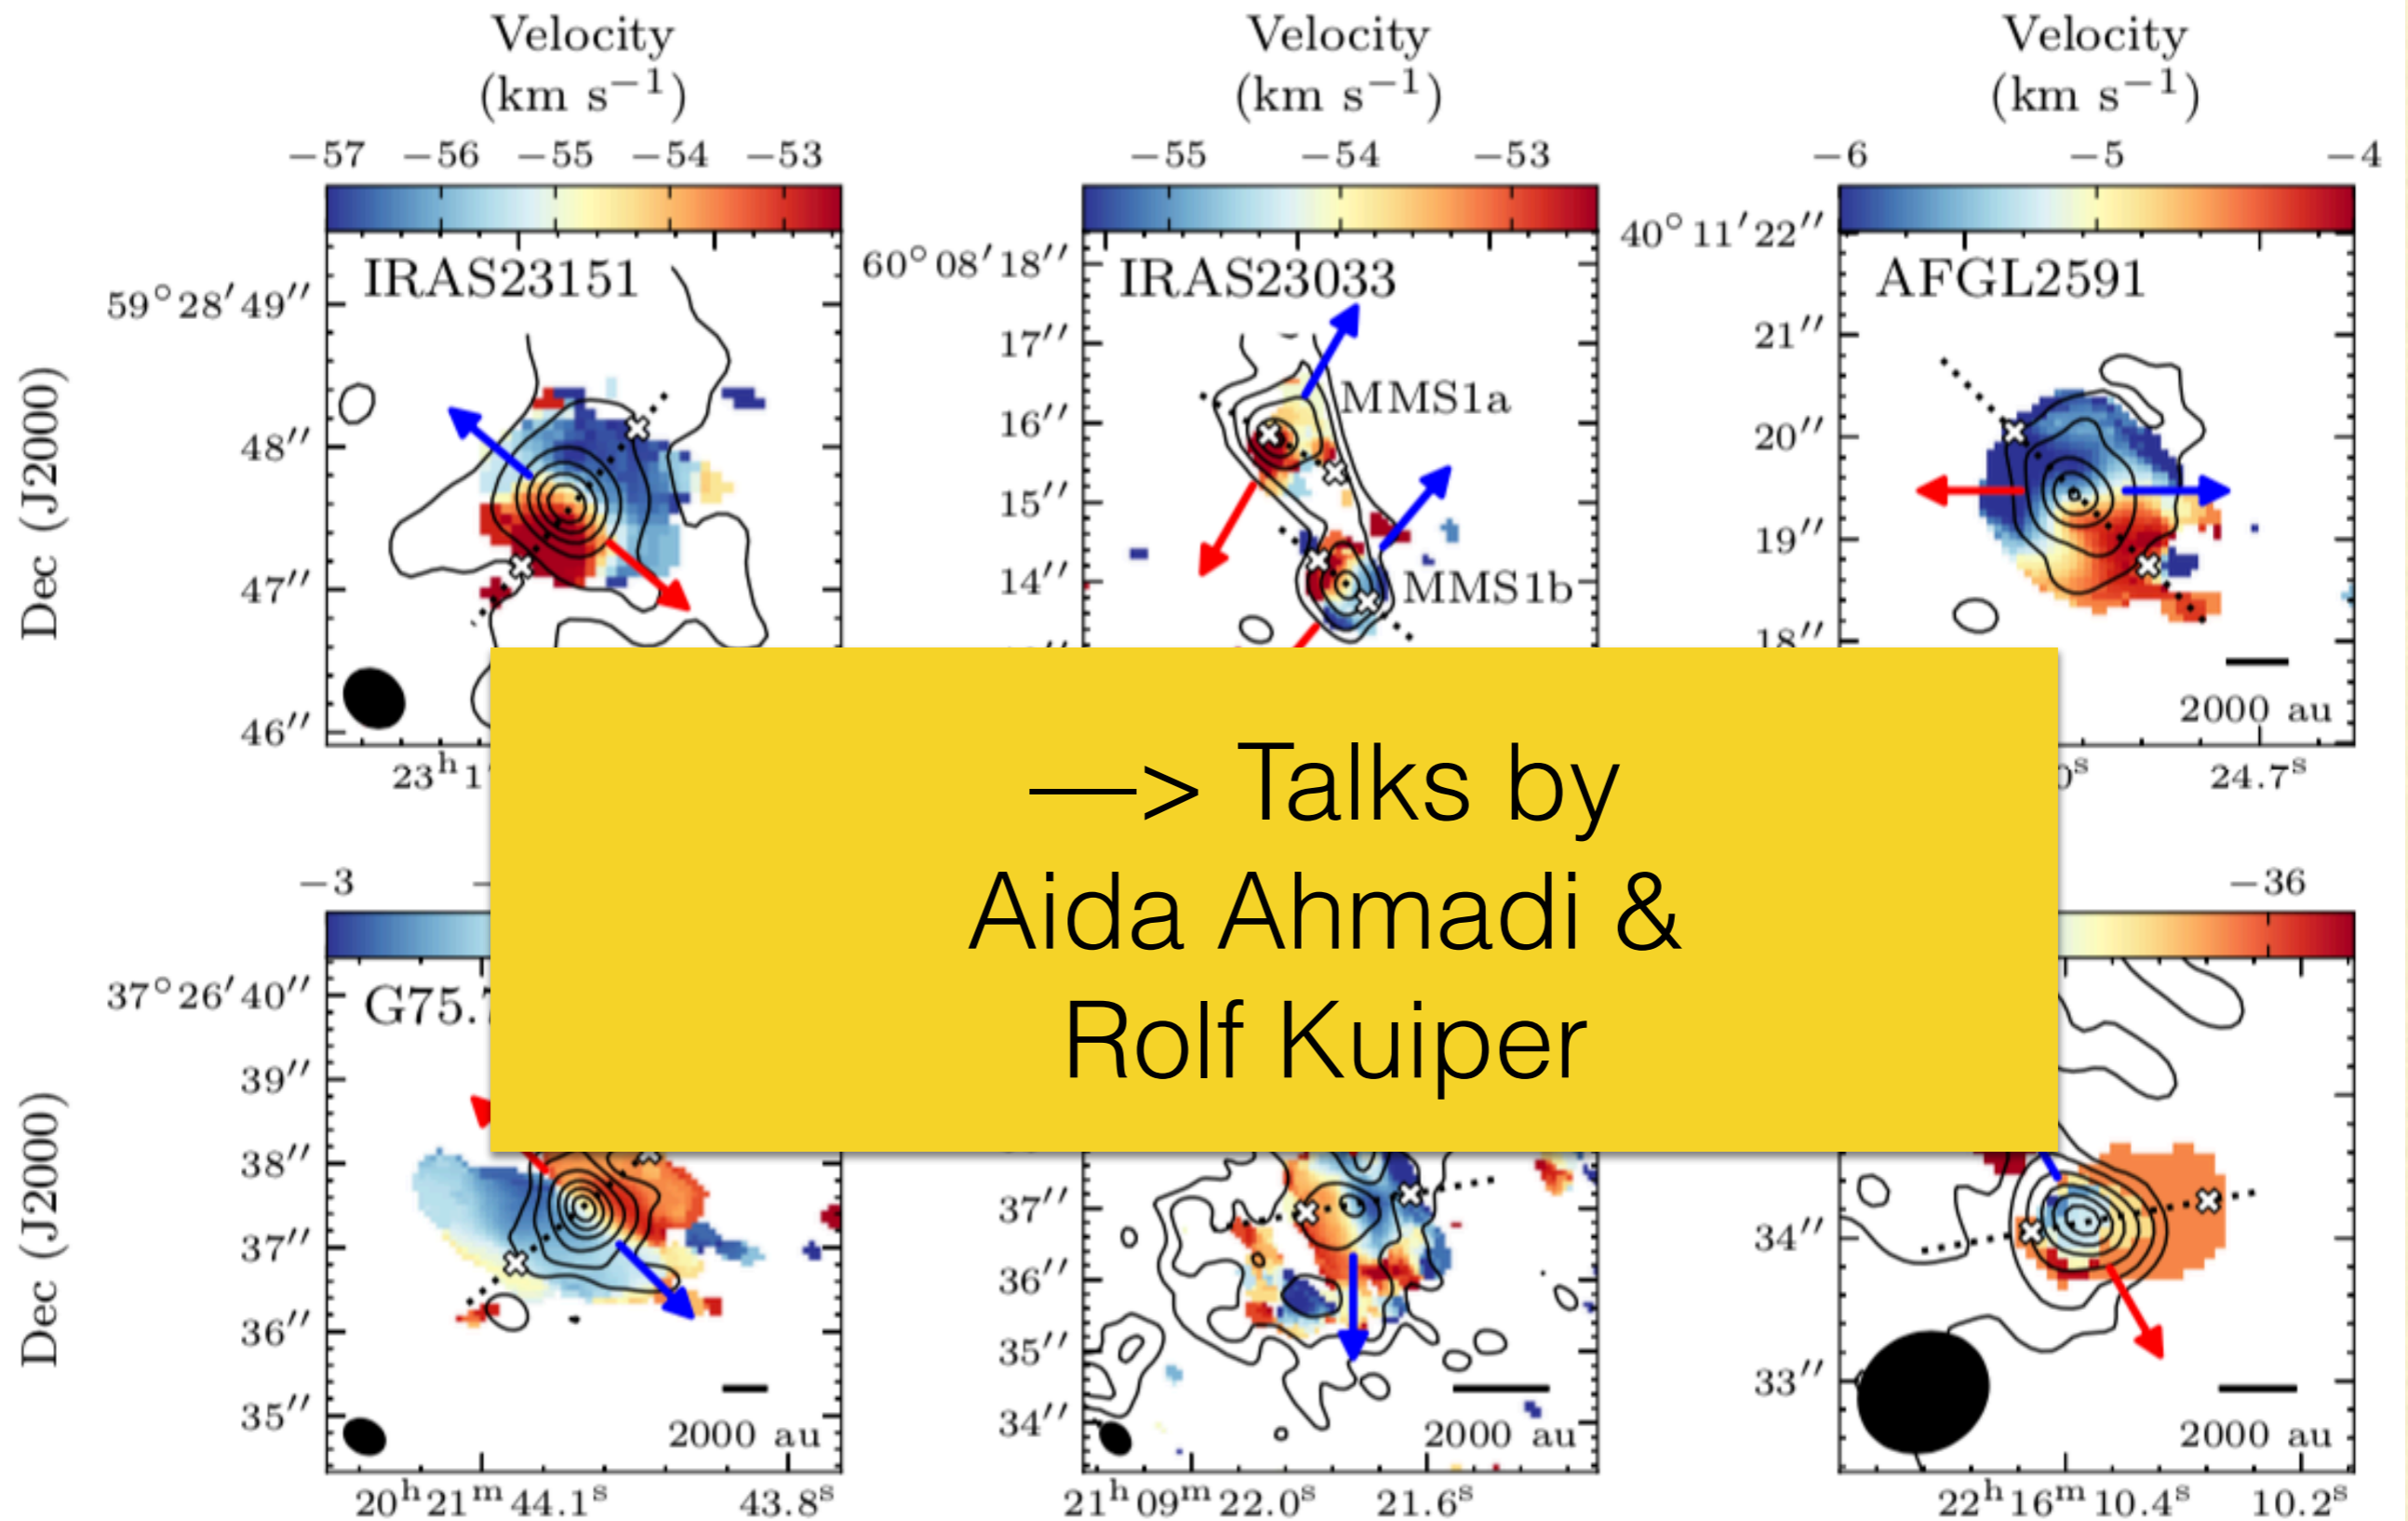 Velocity Velocity Velocity
(km s−1) (km s−1) (km s−1)
−57 −56 −55 −54 −53 −55 −54 −53 −6 −5 −4
IRAS23151 IRAS23033 AFGL2591
59°28′49″ 60°08′18″ 40°11′22″
48″ 17″ 21″
47″ 16″ 20″
46″ 15″ 19″
14″ 18″
MMS1a
MMS1b
Dec (J2000)
2000 au
24.7s
—> Talks by
Aida Ahmadi &
Rolf Kuiper
−3 −36
37°26′40″
39″
38″
37″ 37″ 34″
36″ 36″ 33″
35″ 35″
34″
Dec (J2000)
2000 au 2000 au 2000 au
20h21m44.1s 43.8s 21h09m22.0s 21.6s 22h16m10.4s 10.2s